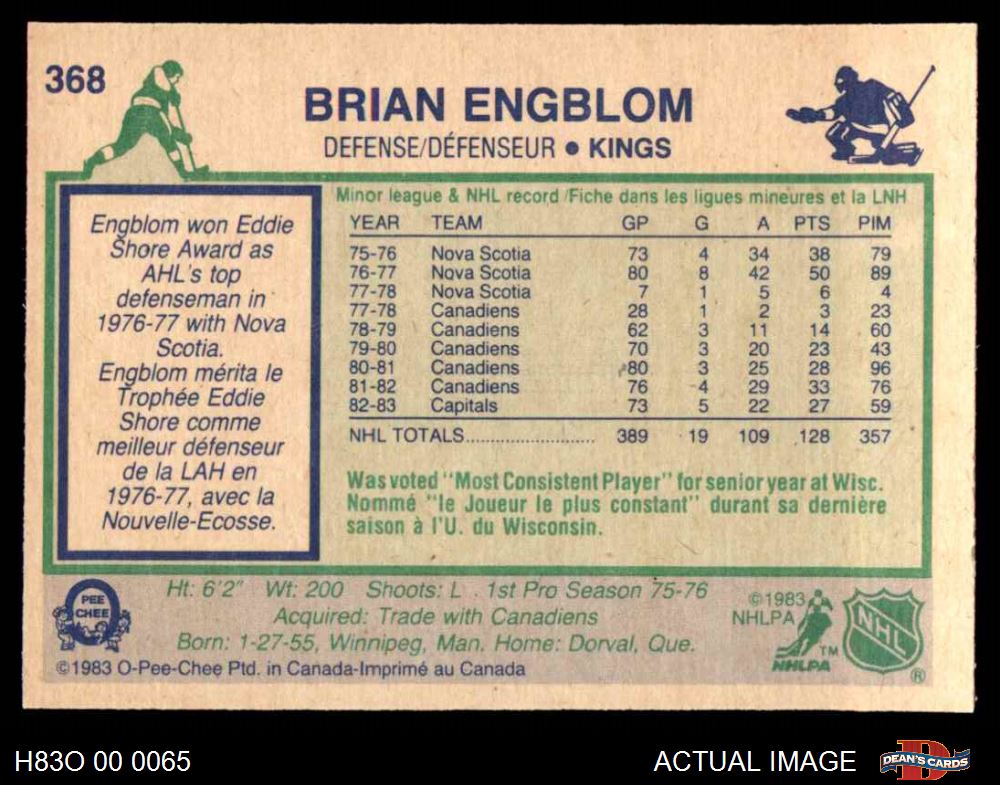 368
BRIAN ENGBLOM
DEFENSE/DÉFENSEUR • KINGS
Engblom won Eddie
Shore Award as
AHL's top
defenseman in
1976-77 with Nova
Scotia.
Engblom mérita le
Trophée Eddie
Shore comme
meilleur défenseur
de la LAH en
1976-77, avec la
Nouvelle-Ecosse.
Minor league & NHL record/Fiche dans les ligues mineures et la LNH
YEAR TEAM GP G A PTS PIM
75-76 Nova Scotia 73 4 34 38 79
76-77 Nova Scotia 80 8 42 50 89
77-78 Nova Scotia 7 1 5 6 4
77-78 Canadiens 28 1 2 3 23
78-79 Canadiens 62 3 11 14 60
79-80 Canadiens 70 3 20 23 43
80-81 Canadiens 80 3 25 28 96
81-82 Canadiens 76 4 29 33 76
82-83 Capitals 73 5 22 27 59
NHL TOTALS........................... 389 19 109 128 357
Was voted "Most Consistent Player" for senior year at Wisc.
Nommé "le Joueur le plus constant" durant sa dernière
saison à l'U. du Wisconsin.
PEE
CHEE
Ht: 6'2" Wt: 200 Shoots: L . 1st Pro Season 75-76
Acquired: Trade with Canadiens
Born: 1-27-55, Winnipeg, Man. Home: Dorval, Que.
©1983 O-Pee-Chee Ptd. in Canada-Imprimé au Canada
©1983
NHLPA
TM
NHLPA
NHL
®
H83O 00 0065
ACTUAL IMAGE
D
DEAN'S CARDS